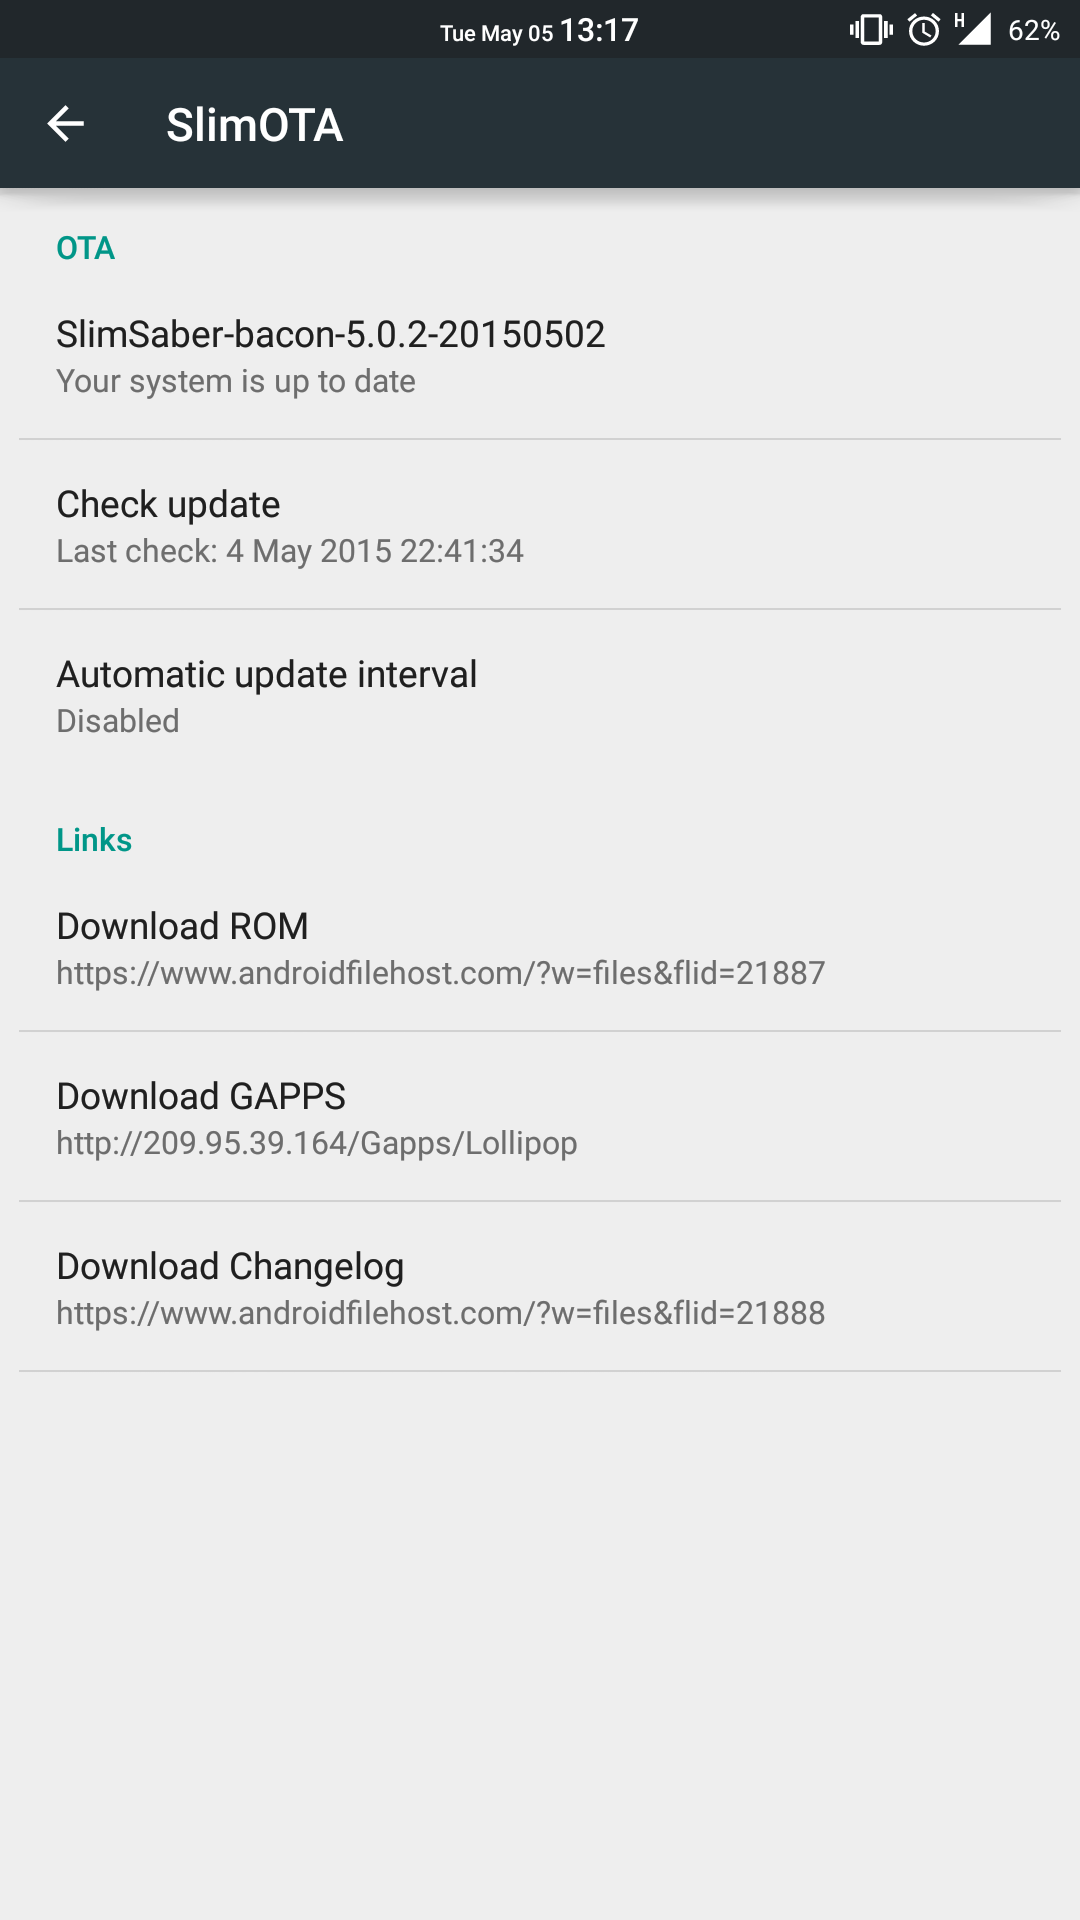 Tue May 05 13:17 H 62%
SlimOTA
OTA
SlimSaber-bacon-5.0.2-20150502
Your system is up to date
Check update
Last check: 4 May 2015 22:41:34
Automatic update interval
Disabled
Links
Download ROM
https://www.androidfilehost.com/?w=files&flid=21887
Download GAPPS
http://209.95.39.164/Gapps/Lollipop
Download Changelog
https://www.androidfilehost.com/?w=files&flid=21888